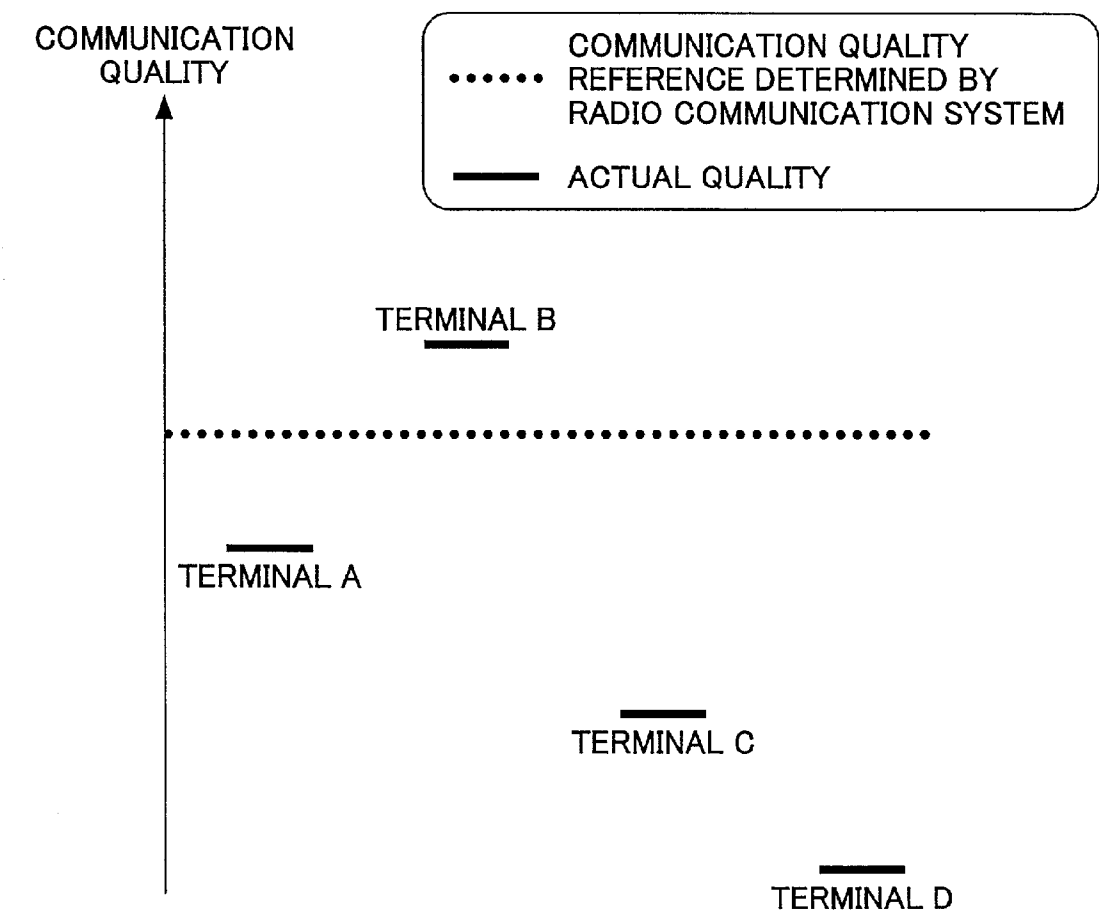 COMMUNICATION
QUALITY
COMMUNICATION QUALITY
REFERENCE DETERMINED BY
RADIO COMMUNICATION SYSTEM
ACTUAL QUALITY
TERMINAL B
TERMINAL A
TERMINAL C
TERMINAL D